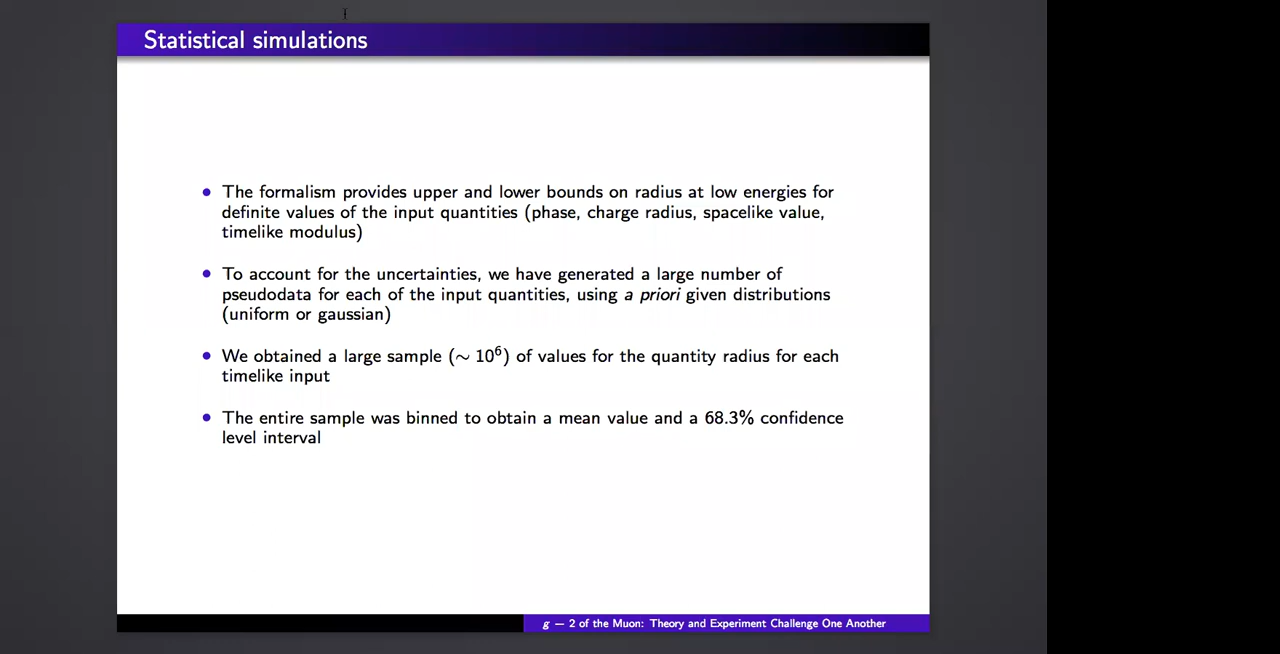 Statistical simulations
• The formalism provides upper and lower bounds on radius at low energies for
definite values of the input quantities (phase, charge radius, spacelike value,
timelike modulus)
• To account for the uncertainties, we have generated a large number of
pseudodata for each of the input quantities, using a priori given distributions
(uniform or gaussian)
• We obtained a large sample (∼ 10⁶) of values for the quantity radius for each
timelike input
• The entire sample was binned to obtain a mean value and a 68.3% confidence
level interval
g − 2 of the Muon: Theory and Experiment Challenge One Another